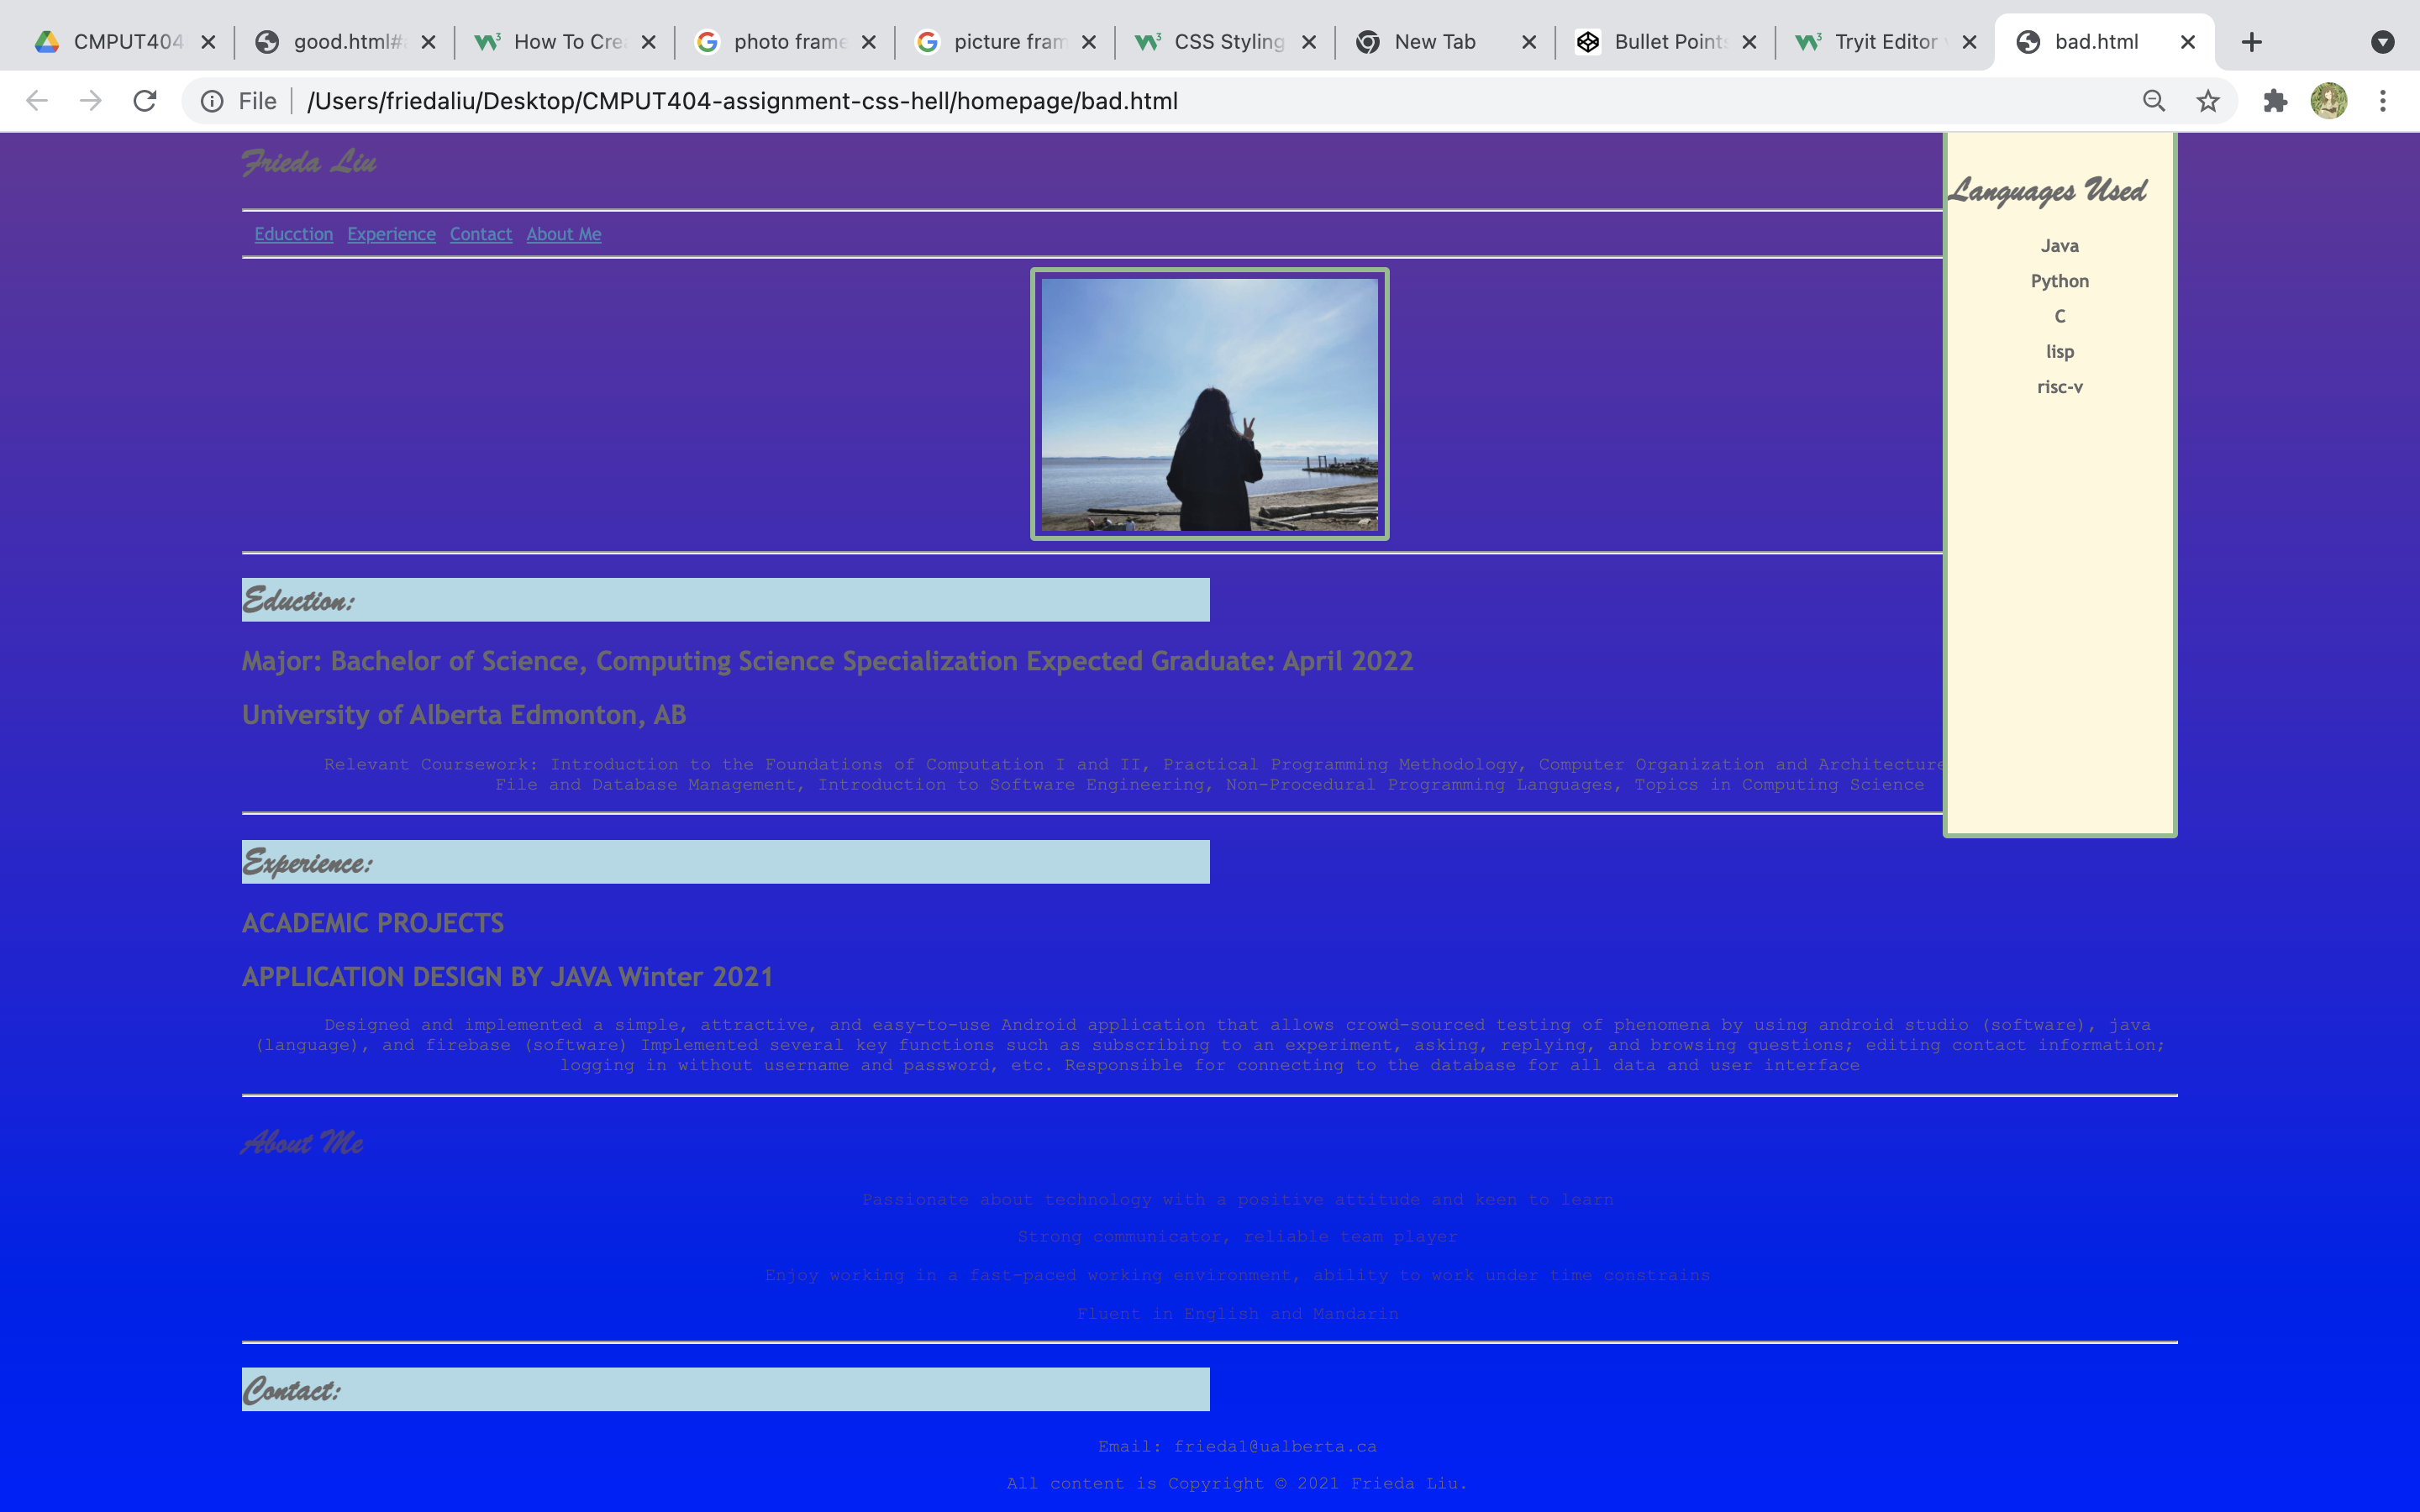 CMPUT404
good.html#a
How To Crea
photo frame
picture fram
CSS Styling
New Tab
Bullet Points
Tryit Editor
bad.html
File
/Users/friedaliu/Desktop/CMPUT404-assignment-css-hell/homepage/bad.html
Frieda Liu
Educction Experience Contact About Me
Languages Used
Java
Python
C
lisp
risc-v
Eduction:
Major: Bachelor of Science, Computing Science Specialization Expected Graduate: April 2022
University of Alberta Edmonton, AB
Relevant Coursework: Introduction to the Foundations of Computation I and II, Practical Programming Methodology, Computer Organization and Architecture
File and Database Management, Introduction to Software Engineering, Non-Procedural Programming Languages, Topics in Computing Science
Experience:
ACADEMIC PROJECTS
APPLICATION DESIGN BY JAVA Winter 2021
Designed and implemented a simple, attractive, and easy-to-use Android application that allows crowd-sourced testing of phenomena by using android studio (software), java
(language), and firebase (software) Implemented several key functions such as subscribing to an experiment, asking, replying, and browsing questions; editing contact information;
logging in without username and password, etc. Responsible for connecting to the database for all data and user interface
About Me
Passionate about technology with a positive attitude and keen to learn
Strong communicator, reliable team player
Enjoy working in a fast-paced working environment, ability to work under time constrains
Fluent in English and Mandarin
Contact:
Email: frieda1@ualberta.ca
All content is Copyright © 2021 Frieda Liu.